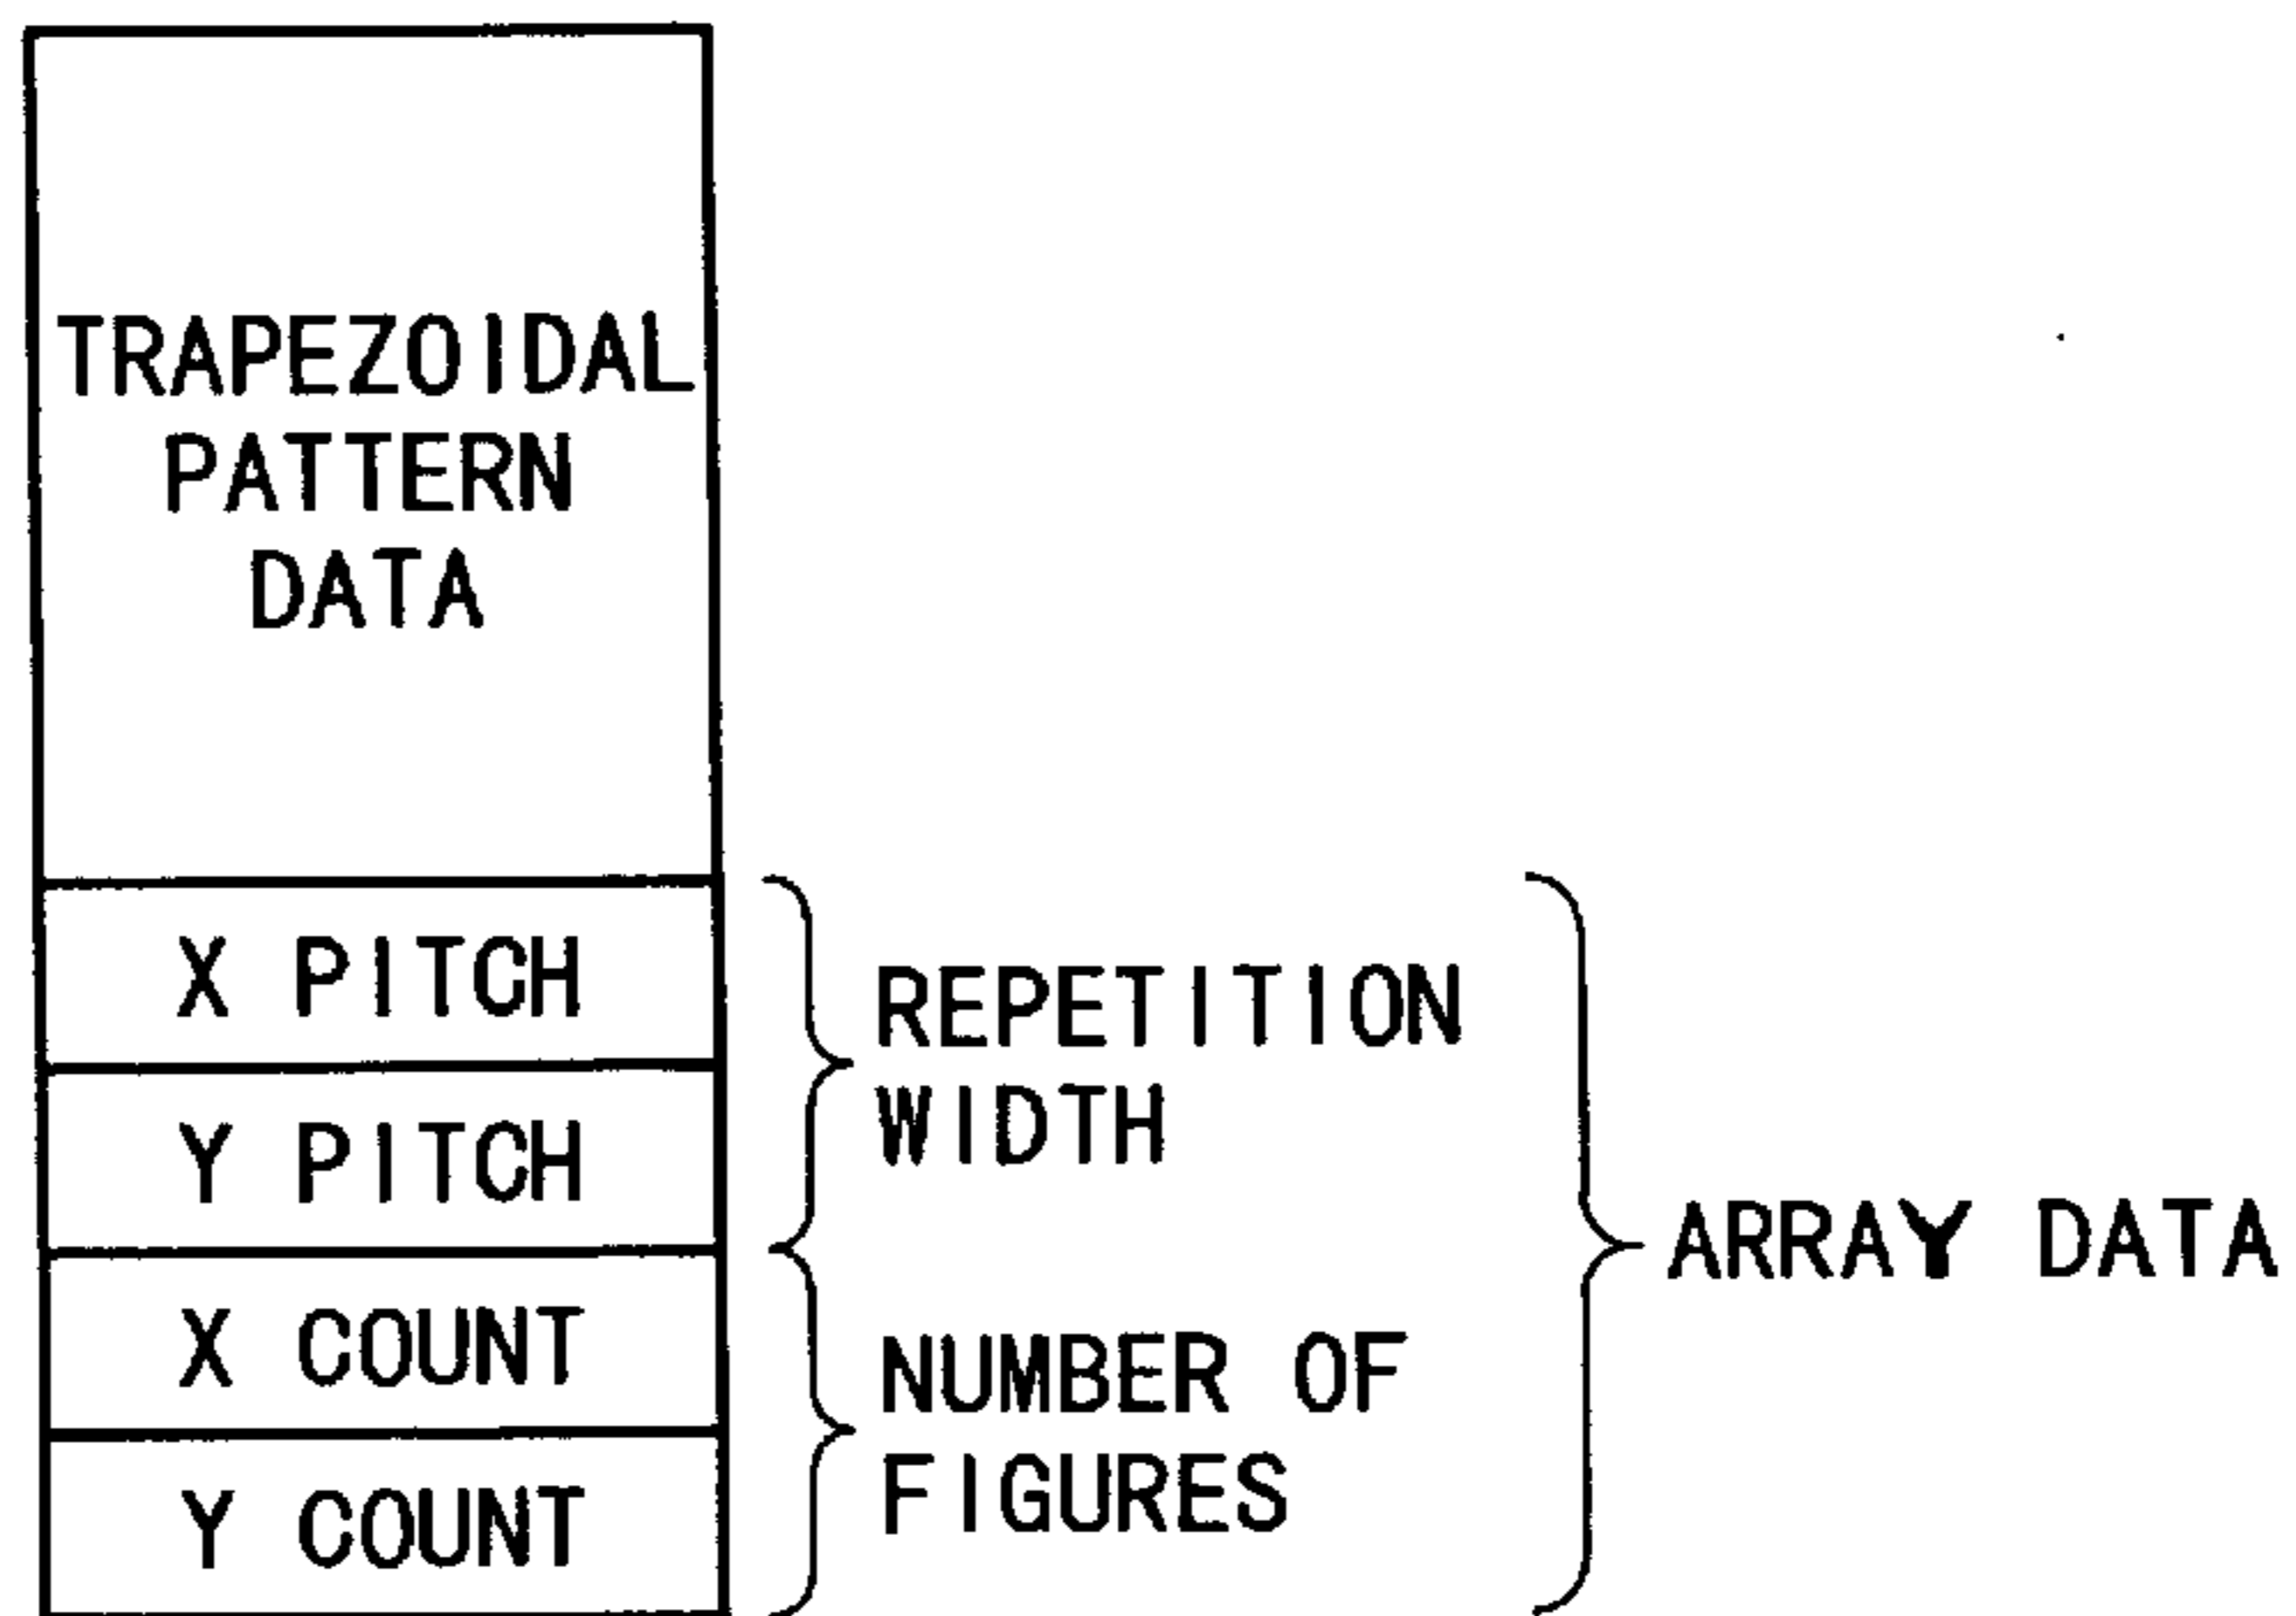 TRAPEZOIDAL
PATTERN
DATA
X PITCH
Y PITCH
X COUNT
Y COUNT
REPETITION
WIDTH
NUMBER OF
FIGURES
ARRAY DATA